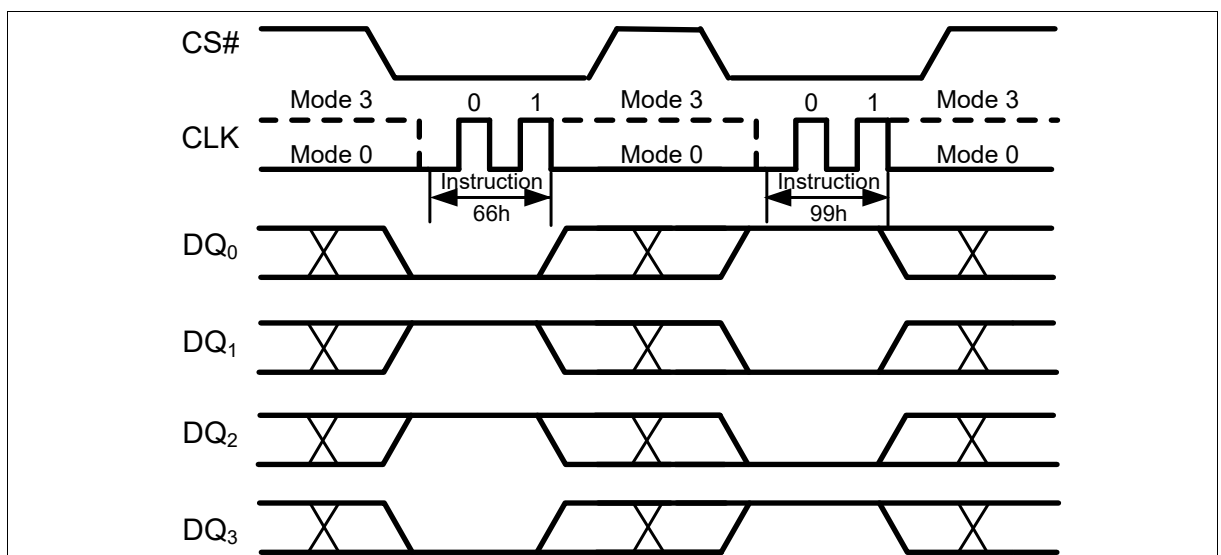 CS#
Mode 3 0 1 Mode 3 0 1 Mode 3
CLK
Mode 0 Mode 0 Mode 0
Instruction Instruction
66h 99h
DQ₀
DQ₁
DQ₂
DQ₃